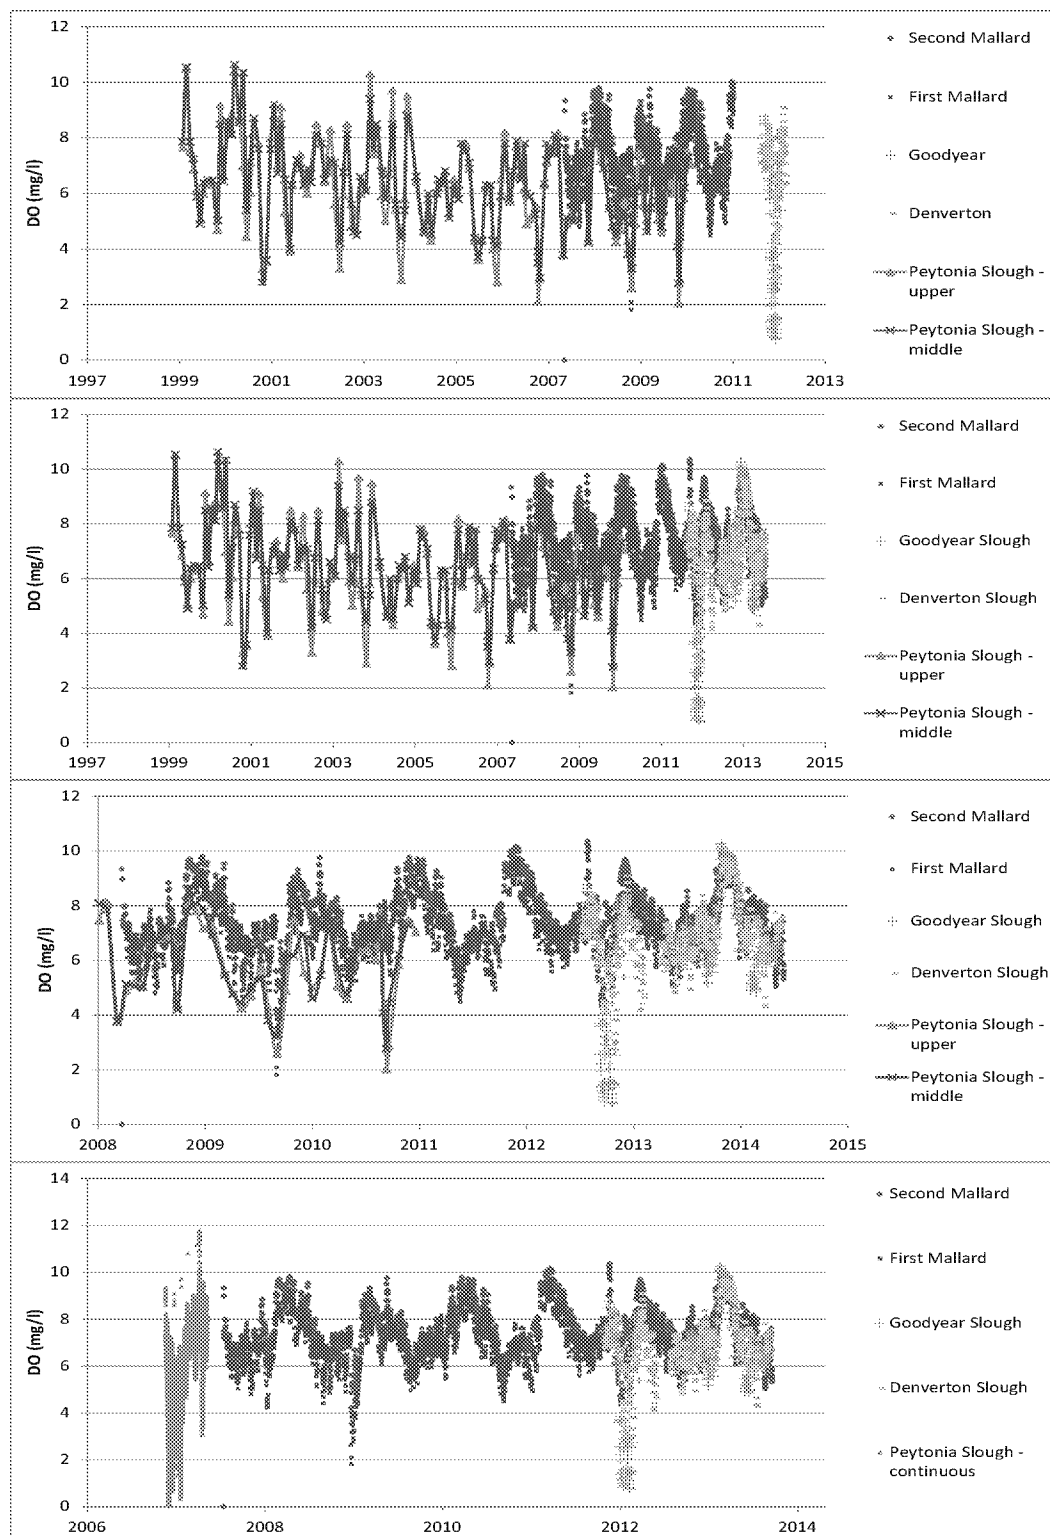 12
10
8
6
4
2
0
DO (mg/l)
1997 1999 2001 2003 2005 2007 2009 2011 2013
Second Mallard
First Mallard
Goodyear
Denverton
Peytonia Slough -
upper
Peytonia Slough -
middle
12
10
8
6
4
2
0
DO (mg/l)
1997 1999 2001 2003 2005 2007 2009 2011 2013 2015
Second Mallard
First Mallard
Goodyear Slough
Denverton Slough
Peytonia Slough -
upper
Peytonia Slough -
middle
12
10
8
6
4
2
0
DO (mg/l)
2008 2009 2010 2011 2012 2013 2014 2015
Second Mallard
First Mallard
Goodyear Slough
Denverton Slough
Peytonia Slough -
upper
Peytonia Slough -
middle
14
12
10
8
6
4
2
0
DO (mg/l)
2006 2008 2010 2012 2014
Second Mallard
First Mallard
Goodyear Slough
Denverton Slough
Peytonia Slough -
continuous